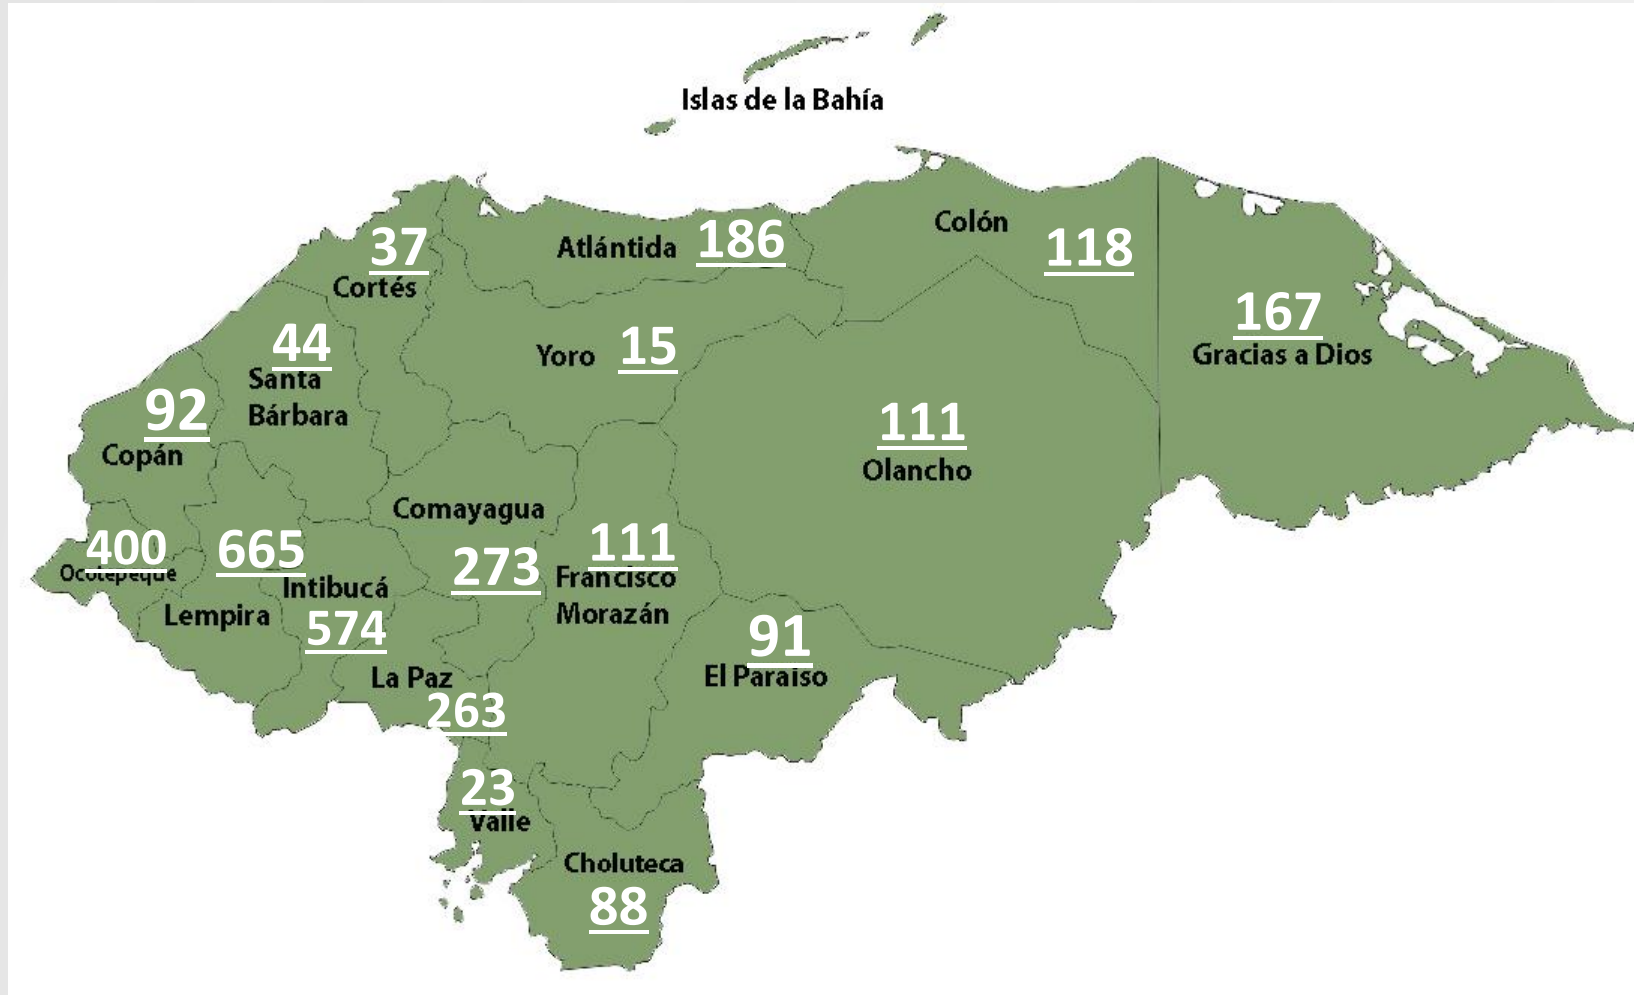 Islas de la Bahía
37
Cortés
Atlántida 186
Colón
118
44
Santa
Bárbara
Yoro 15
167
Gracias a Dios
92
Copán
111
Olancho
Comayagua
273
400
Ocotepeque
665
Lempira
Intibucá
574
111
Francisco
Morazán
91
El Paraíso
La Paz
263
23
Valle
Choluteca
88